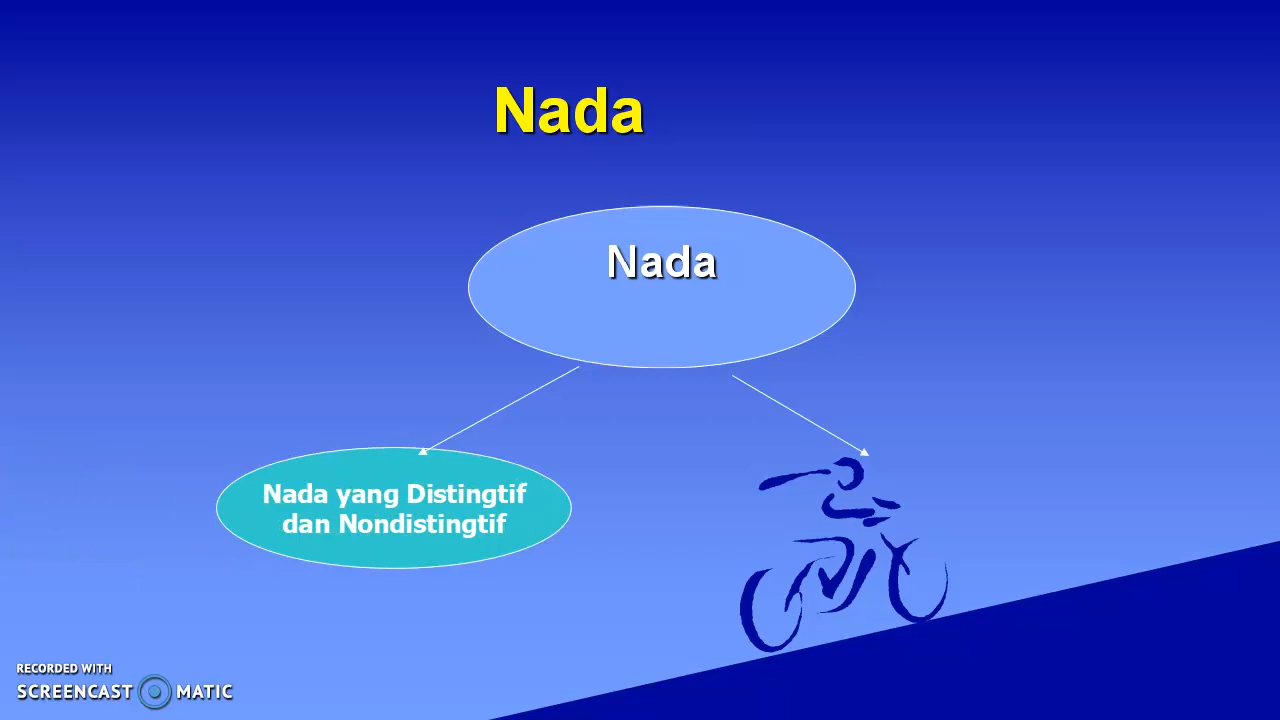 Nada
Nada
Nada yang Distingtif
dan Nondistingtif
RECORDED WITH
SCREENCAST MATIC